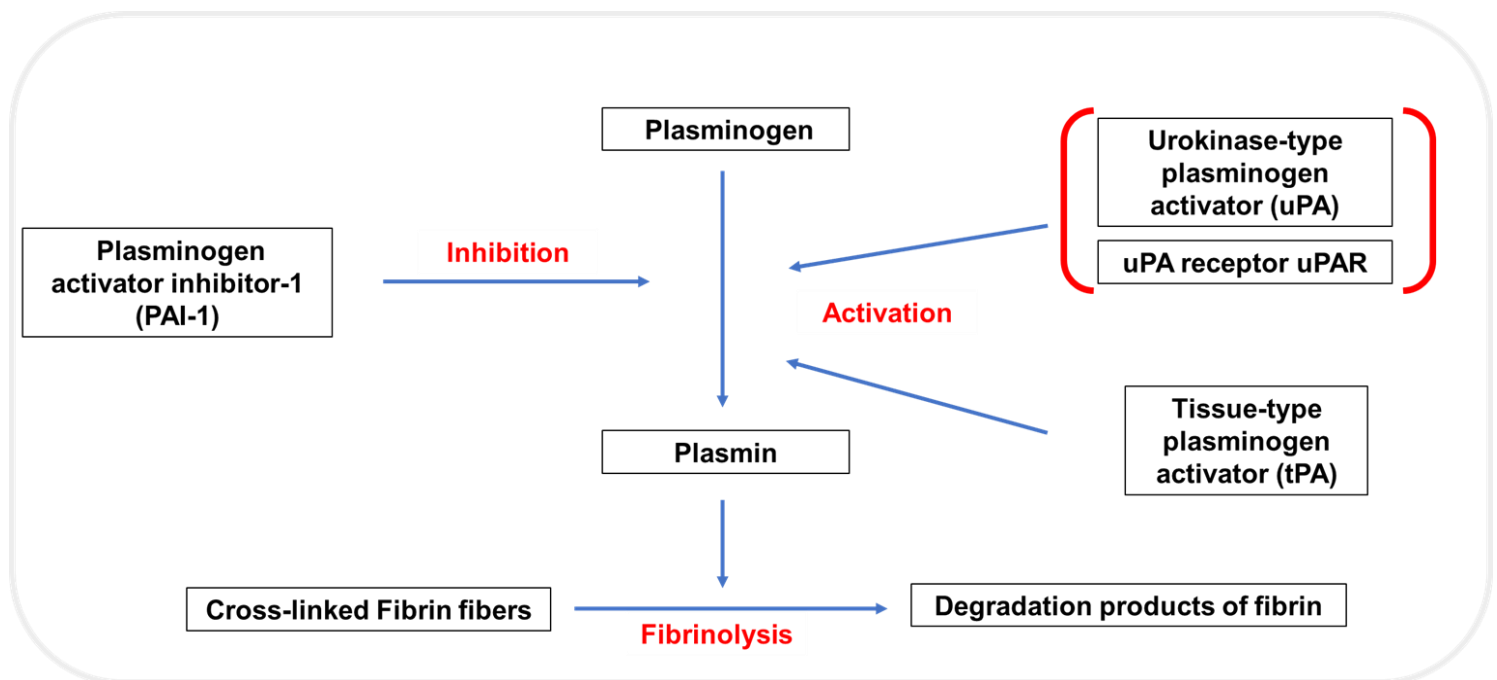 Plasminogen
Urokinase-type
plasminogen
activator (uPA)
uPA receptor uPAR
Plasminogen
activator inhibitor-1
(PAI-1)
Inhibition
Activation
Tissue-type
plasminogen
activator (tPA)
Plasmin
Cross-linked Fibrin fibers
Fibrinolysis
Degradation products of fibrin